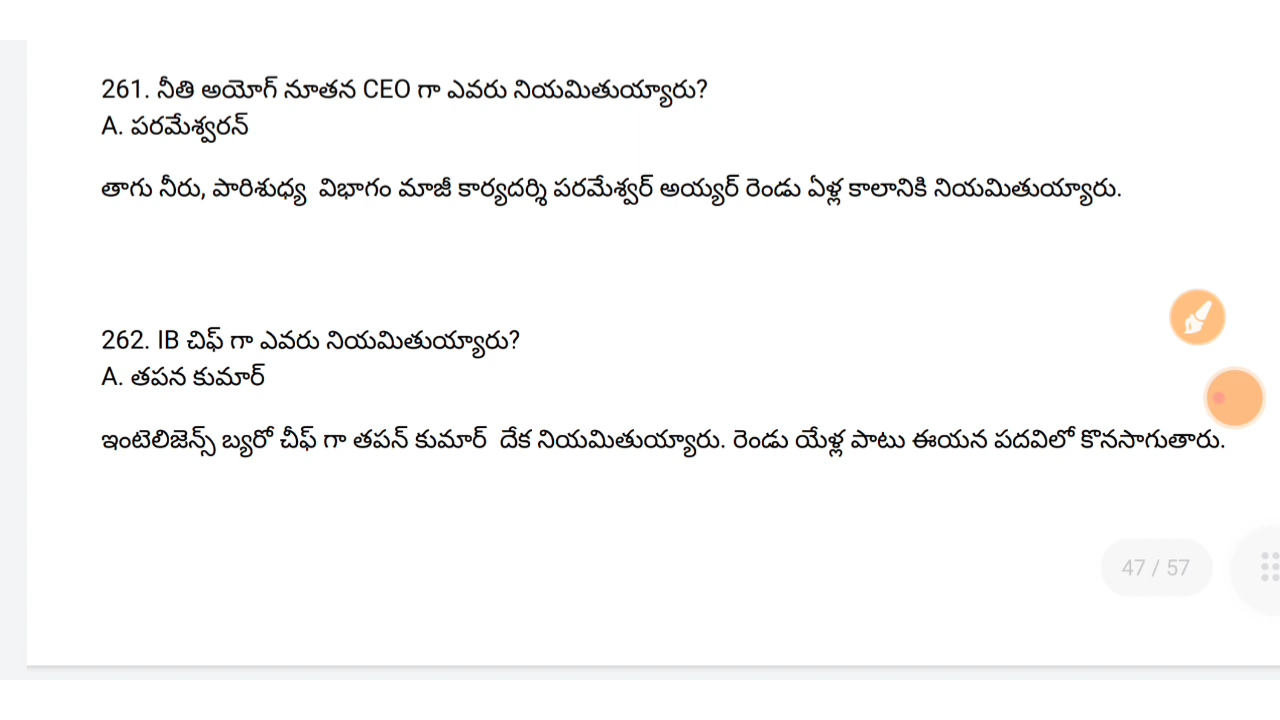 261. నీతి అయోగ్ నూతన CEO గా ఎవరు నియమితుయ్యారు?
A. పరమేశ్వరన్
తాగు నీరు, పారిశుధ్య విభాగం మాజీ కార్యదర్శి పరమేశ్వర్ అయ్యర్ రెండు ఏళ్ల కాలానికి నియమితుయ్యారు.
262. IB చిఫ్ గా ఎవరు నియమితుయ్యారు?
A. తపన కుమార్
ఇంటెలిజెన్స్ బ్యరో చీఫ్ గా తపన్ కుమార్ దేక నియమితుయ్యారు. రెండు యేళ్ల పాటు ఈయన పదవిలో కొనసాగుతారు.
47 / 57